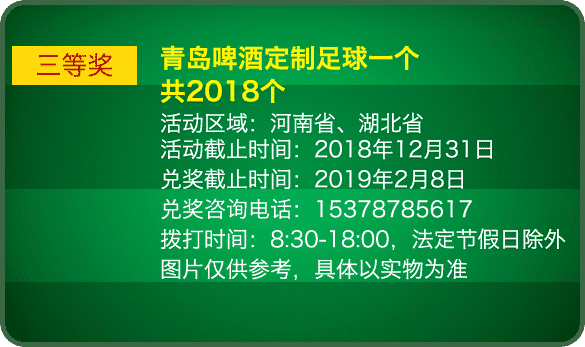 三等奖
青岛啤酒定制足球一个
共2018个
活动区域：河南省、湖北省
活动截止时间：2018年12月31日
兑奖截止时间：2019年2月8日
兑奖咨询电话：15378785617
拨打时间：8:30-18:00，法定节假日除外
图片仅供参考，具体以实物为准